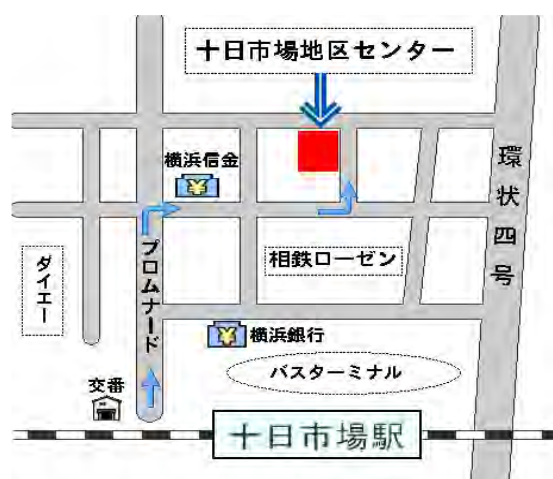 十日市場地区センター
横浜信金
環状四号
プロムナード
ダイエー
相鉄ローゼン
横浜銀行
バスターミナル
交番
十日市場駅